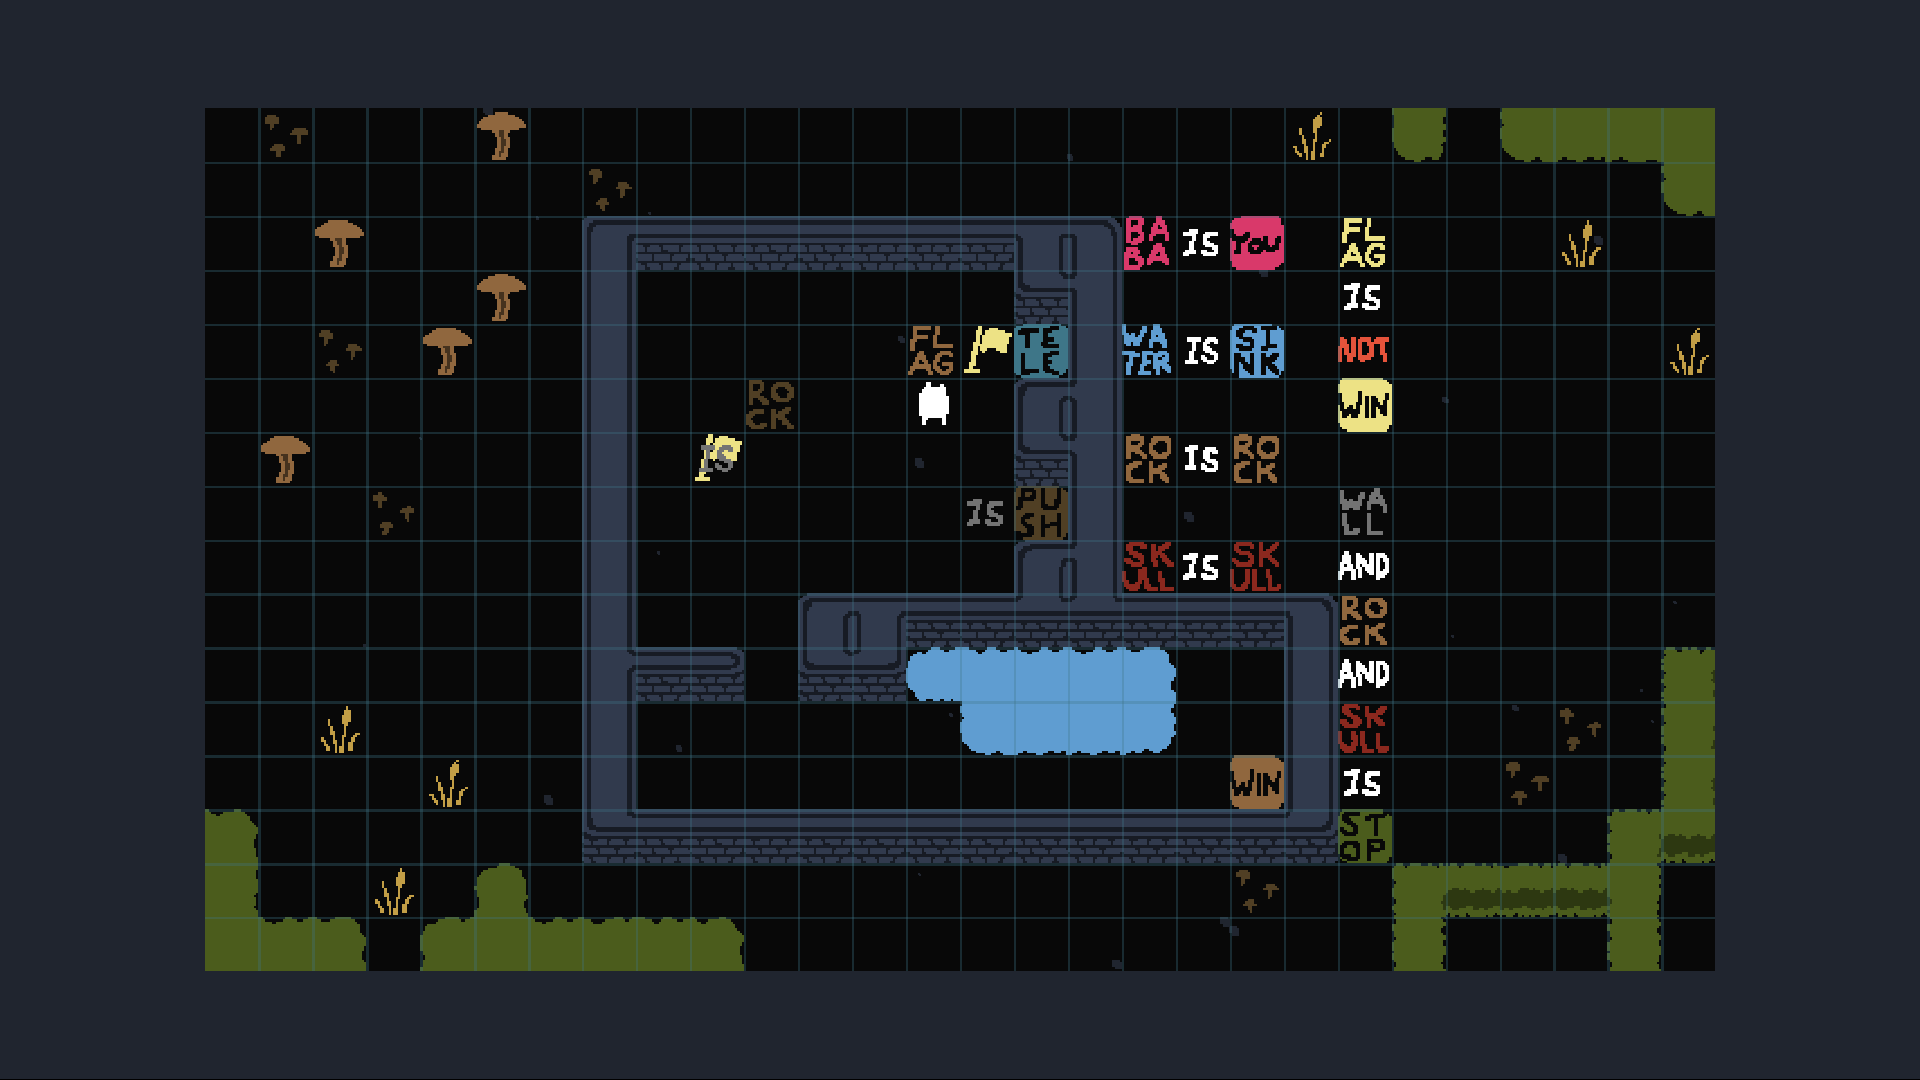 BABA IS YOU FLAG
IS
FLAG TELE WATER IS SINK NOT
ROCK WIN
IS ROCK IS ROCK
IS PUSH WALL
SKULL IS SKULL AND
ROCK
AND
SKULL
WIN IS
STOP